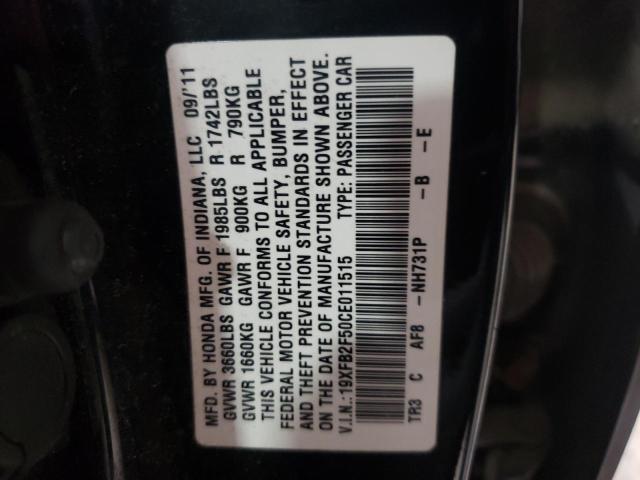 MFD. BY HONDA MFG. OF INDIANA, LLC 09/'11
GVWR 3660LBS GAWR F 1985LBS R 1742LBS
GVWR 1660KG GAWR F 900KG R 790KG
THIS VEHICLE CONFORMS TO ALL APPLICABLE
FEDERAL MOTOR VEHICLE SAFETY, BUMPER,
AND THEFT PREVENTION STANDARDS IN EFFECT
ON THE DATE OF MANUFACTURE SHOWN ABOVE.
V.I.N.: 19XFB2F50CE011515 TYPE: PASSENGER CAR
TR3 C AF8 -NH731P -B -E